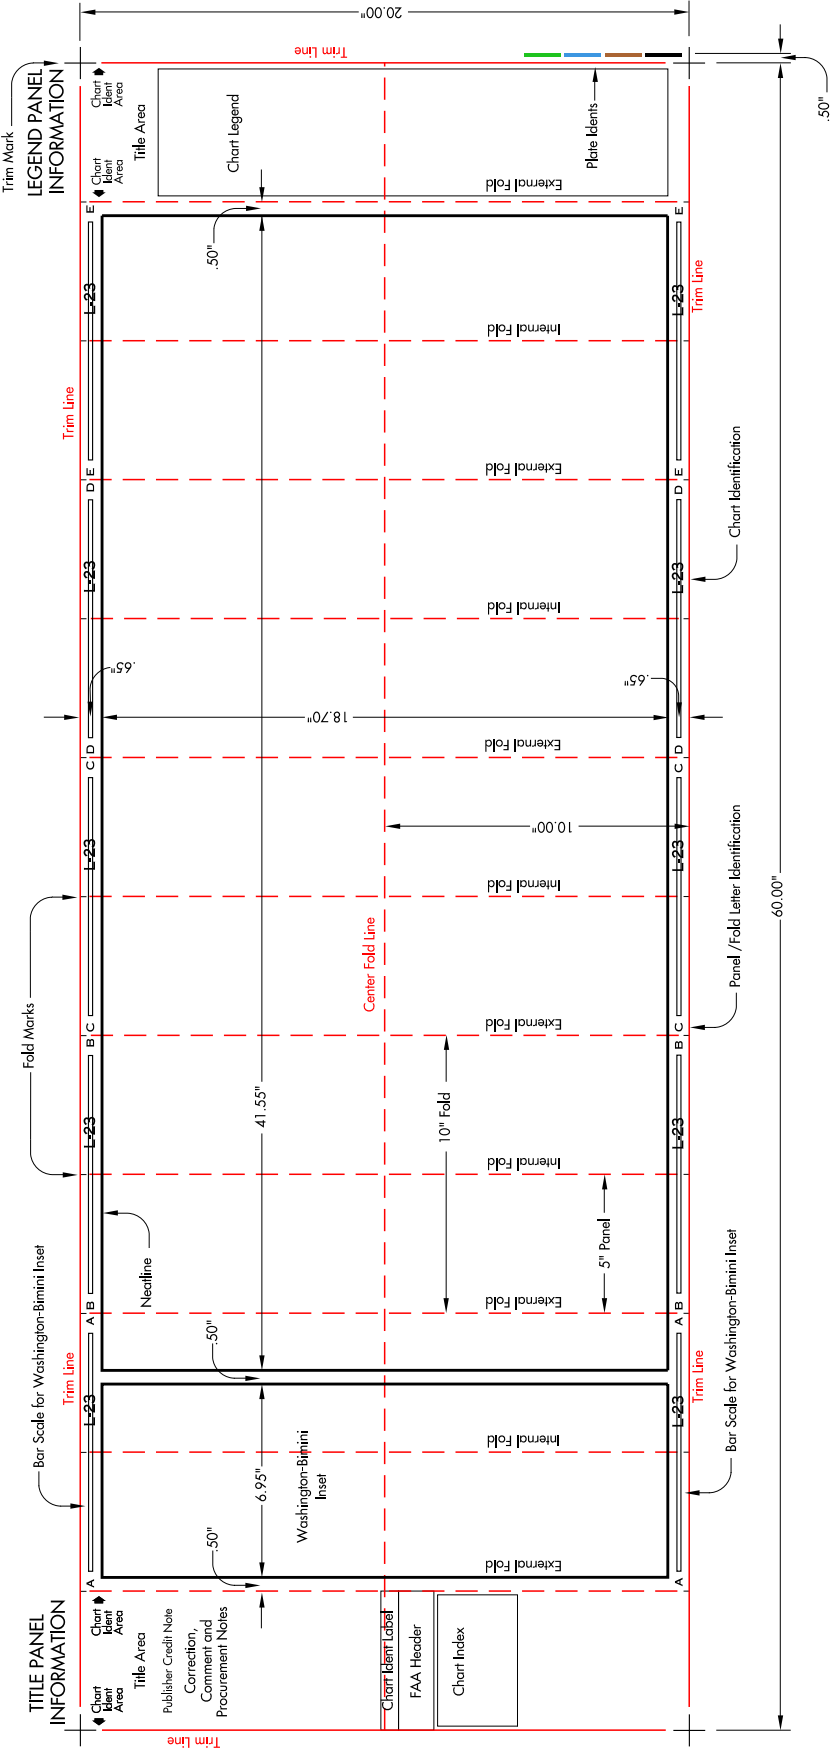 20.00"
Trim Line
Trim Mark
LEGEND PANEL
INFORMATION
Chart
Ident
Area
Chart
Ident
Area
Title Area
Chart Legend
Plate Idents
.50"
External Fold
E
E
.50"
L-23
L-23
Trim Line
Trim Line
Internal Fold
External Fold
E
D
E
D
Chart Identification
L-23
L-23
Internal Fold
.65"
.65"
18.70"
External Fold
D
C
D
C
10.00"
L-23
L-23
Internal Fold
60.00"
Center Fold Line
Fold Marks
Panel /Fold Letter Identification
External Fold
C
B
C
B
41.55"
10" Fold
L-23
L-23
Internal Fold
5" Panel
Neatline
Bar Scale for Washington-Bimini Inset
Bar Scale for Washington-Bimini Inset
External Fold
B
A
B
A
.50"
Trim Line
Trim Line
L-23
L-23
Internal Fold
6.95"
Washington-Bimini
Inset
.50"
External Fold
A
A
TITLE PANEL
INFORMATION
Chart
Ident
Area
Chart
Ident
Area
Title Area
Publisher Credit Note
Correction,
Comment and
Procurement Notes
Chart Ident Label
FAA Header
Chart Index
Trim Line